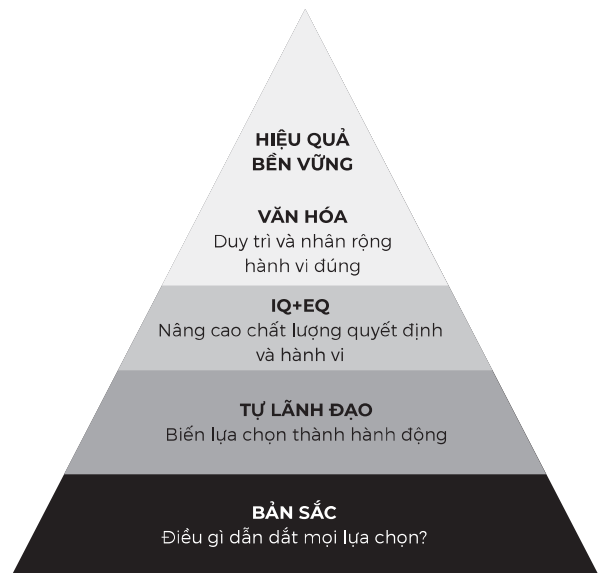 HIỆU QUẢ
BỀN VỮNG
VĂN HÓA
Duy trì và nhân rộng
hành vi đúng
IQ+EQ
Nâng cao chất lượng quyết định
và hành vi
TỰ LÃNH ĐẠO
Biến lựa chọn thành hành động
BẢN SẮC
Điều gì dẫn dắt mọi lựa chọn?